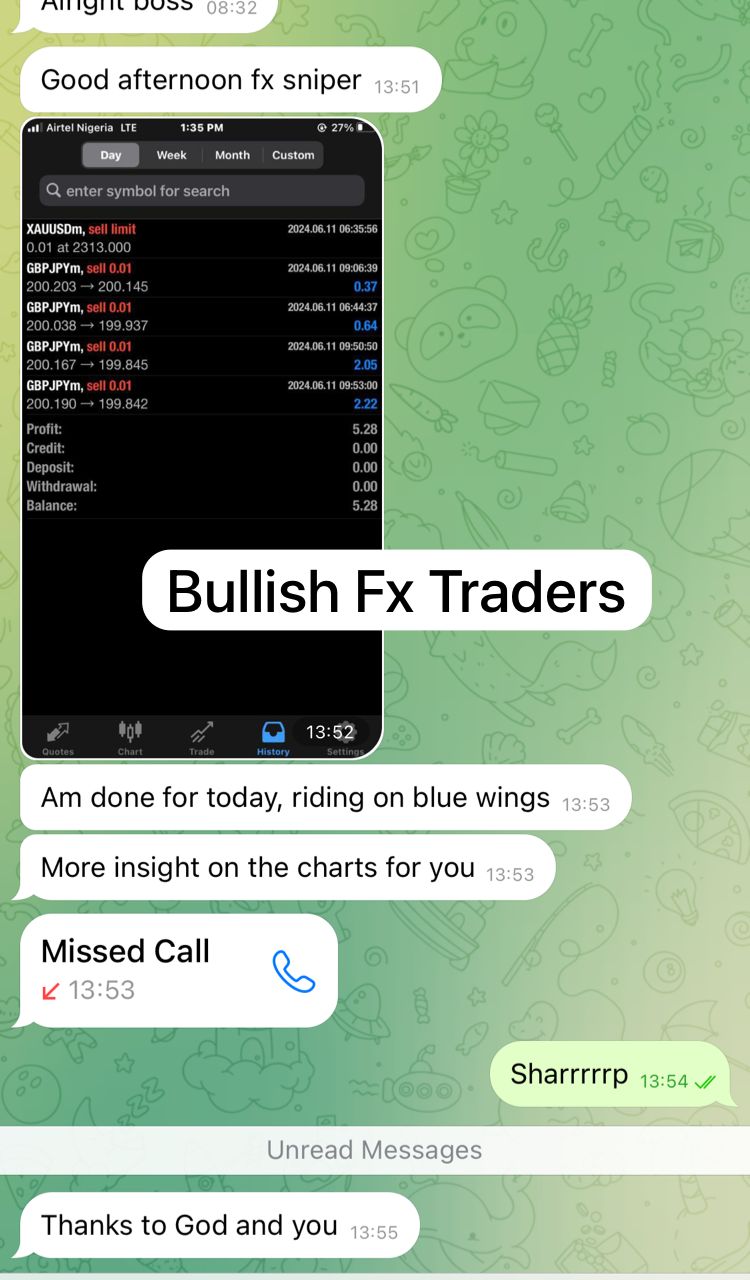 Alright boss 08:32
Good afternoon fx sniper 13:51
Airtel Nigeria LTE 1:35 PM 27%
Day Week Month Custom
enter symbol for search
XAUUSDm, sell limit 2024.06.11 06:35:56
0.01 at 2313.000
GBPJPYm, sell 0.01 2024.06.11 09:06:39
200.203 → 200.145 0.37
GBPJPYm, sell 0.01 2024.06.11 06:44:37
200.038 → 199.937 0.64
GBPJPYm, sell 0.01 2024.06.11 09:50:50
200.167 → 199.845 2.05
GBPJPYm, sell 0.01 2024.06.11 09:53:00
200.190 → 199.842 2.22
Profit: 5.28
Credit: 0.00
Deposit: 0.00
Withdrawal: 0.00
Balance: 5.28
Bullish Fx Traders
13:52
Quotes Chart Trade History Settings
Am done for today, riding on blue wings 13:53
More insight on the charts for you 13:53
Missed Call
13:53
Sharrrrrp 13:54
Unread Messages
Thanks to God and you 13:55